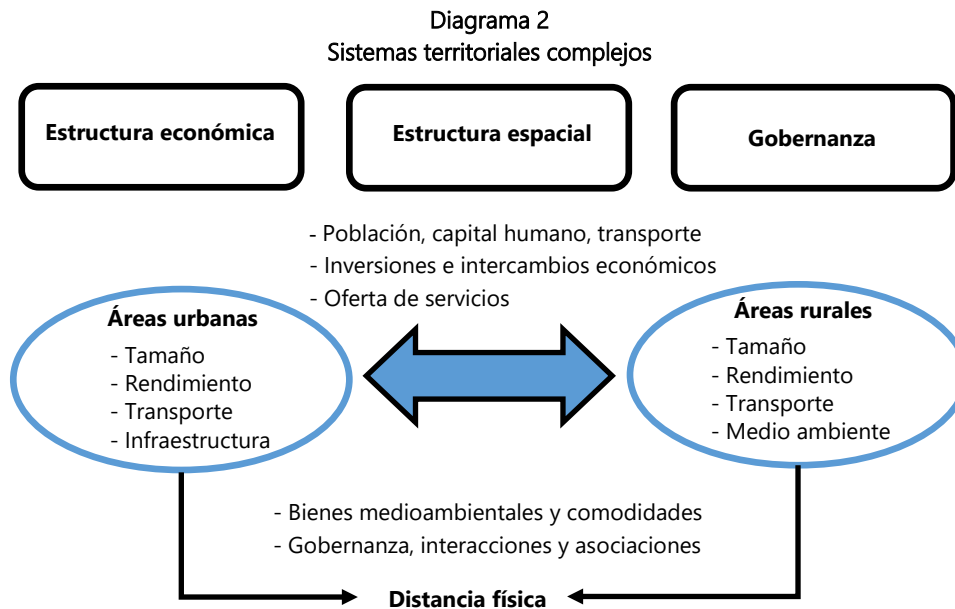 Diagrama 2
Sistemas territoriales complejos
Estructura económica
Estructura espacial
Gobernanza
- Población, capital humano, transporte
- Inversiones e intercambios económicos
- Oferta de servicios
Áreas urbanas
- Tamaño
- Rendimiento
- Transporte
- Infraestructura
Áreas rurales
- Tamaño
- Rendimiento
- Transporte
- Medio ambiente
- Bienes medioambientales y comodidades
- Gobernanza, interacciones y asociaciones
Distancia física